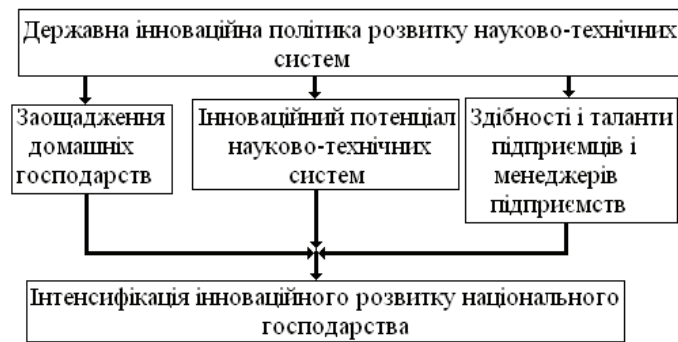 Державна інноваційна політика розвитку науково-технічних
систем
Заощадження
домашніх
господарств
Інноваційний потенціал
науково-технічних
систем
Здібності і таланти
підприємців і
менеджерів
підприємств
Інтенсифікація інноваційного розвитку національного
господарства